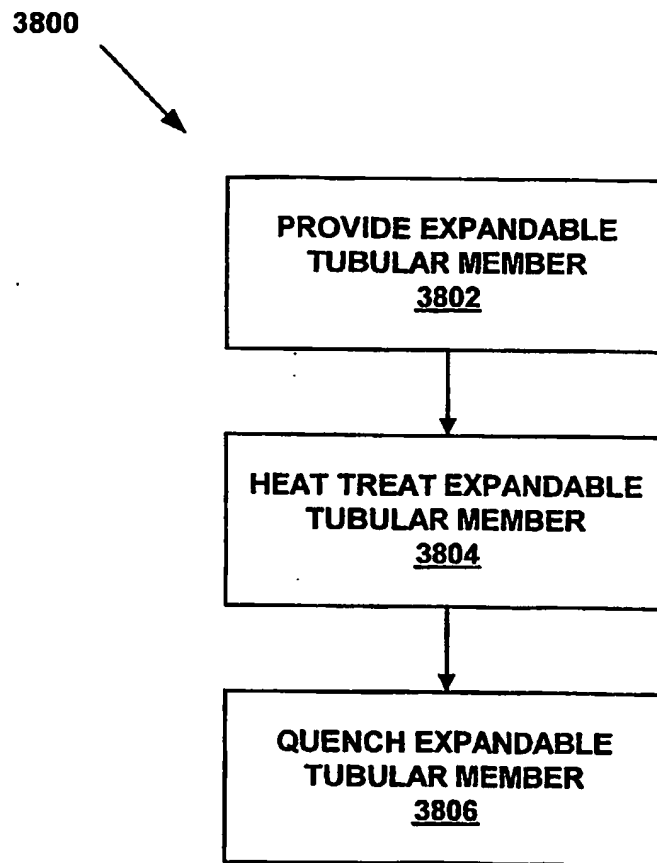 3800
PROVIDE EXPANDABLE
TUBULAR MEMBER
3802
HEAT TREAT EXPANDABLE
TUBULAR MEMBER
3804
QUENCH EXPANDABLE
TUBULAR MEMBER
3806